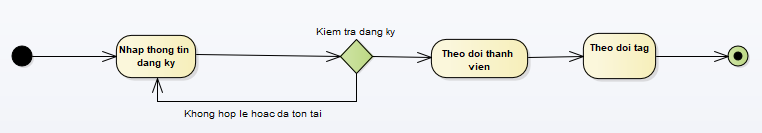 Kiem tra dang ky
Nhap thong tin
dang ky
Theo doi thanh
vien
Theo doi tag
Khong hop le hoac da ton tai